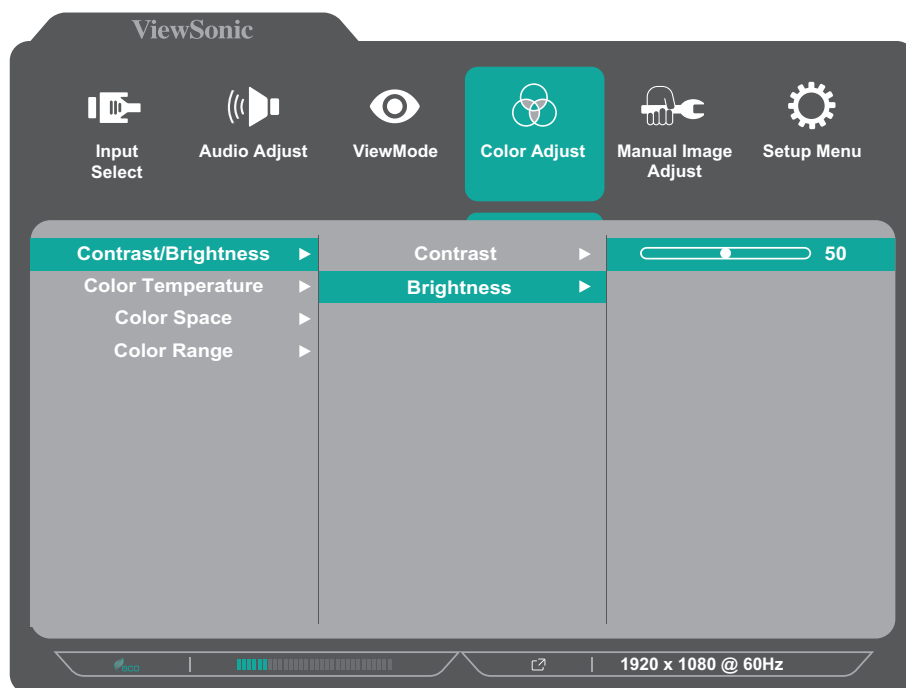 ViewSonic
Input
Select
Audio Adjust
ViewMode
Color Adjust
Manual Image
Adjust
Setup Menu
Contrast/Brightness
Contrast
50
Color Temperature
Brightness
Color Space
Color Range
eco
1920 x 1080 @ 60Hz